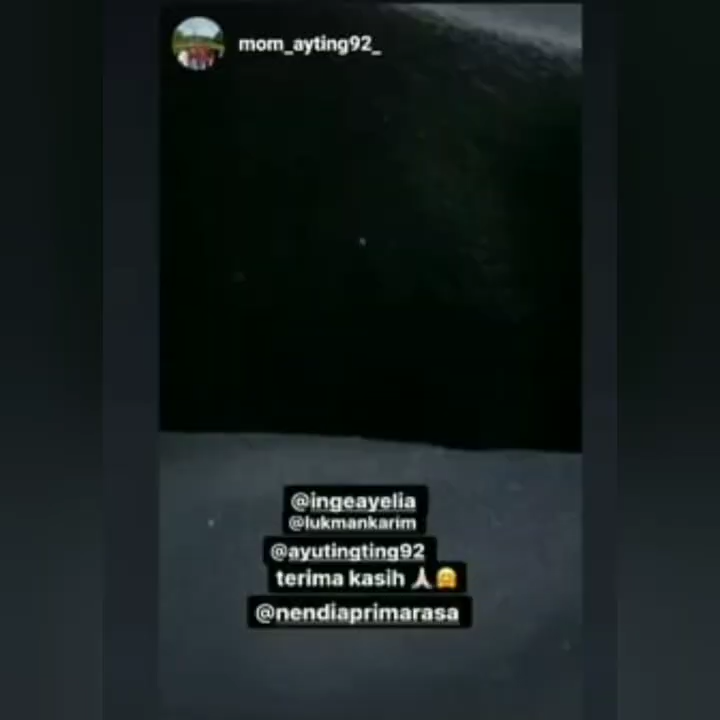 mom_ayting92_
@ingeayelia
@lukmankarim
@ayutingting92
terima kasih 🙏🤗
@nendiaprimarasa